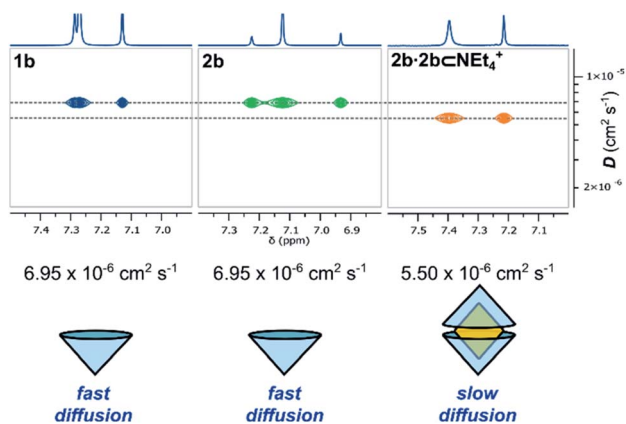 1b
2b
2b·2b⊂NEt₄⁺
1×10⁻⁵
D (cm² s⁻¹)
2×10⁻⁶
7.4 7.3 7.2 7.1 7.0
7.3 7.2 7.1 7.0 6.9
7.5 7.4 7.3 7.2 7.1
δ (ppm)
6.95 x 10⁻⁶ cm² s⁻¹
6.95 x 10⁻⁶ cm² s⁻¹
5.50 x 10⁻⁶ cm² s⁻¹
fast
diffusion
fast
diffusion
slow
diffusion